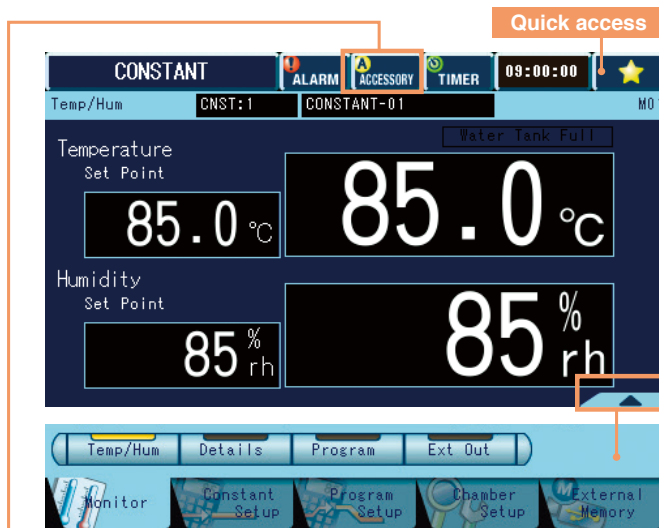 Quick access
CONSTANT ALARM A ACCESSORY TIMER 09:00:00
Temp/Hum CNST:1 CONSTANT-01 M01
Water Tank Full
Temperature
Set Point
85.0 °C 85.0 °C
Humidity
Set Point
85 % rh 85 % rh
Temp/Hum Details Program Ext Out
Monitor Constant Setup Program Setup Chamber Setup External Memory